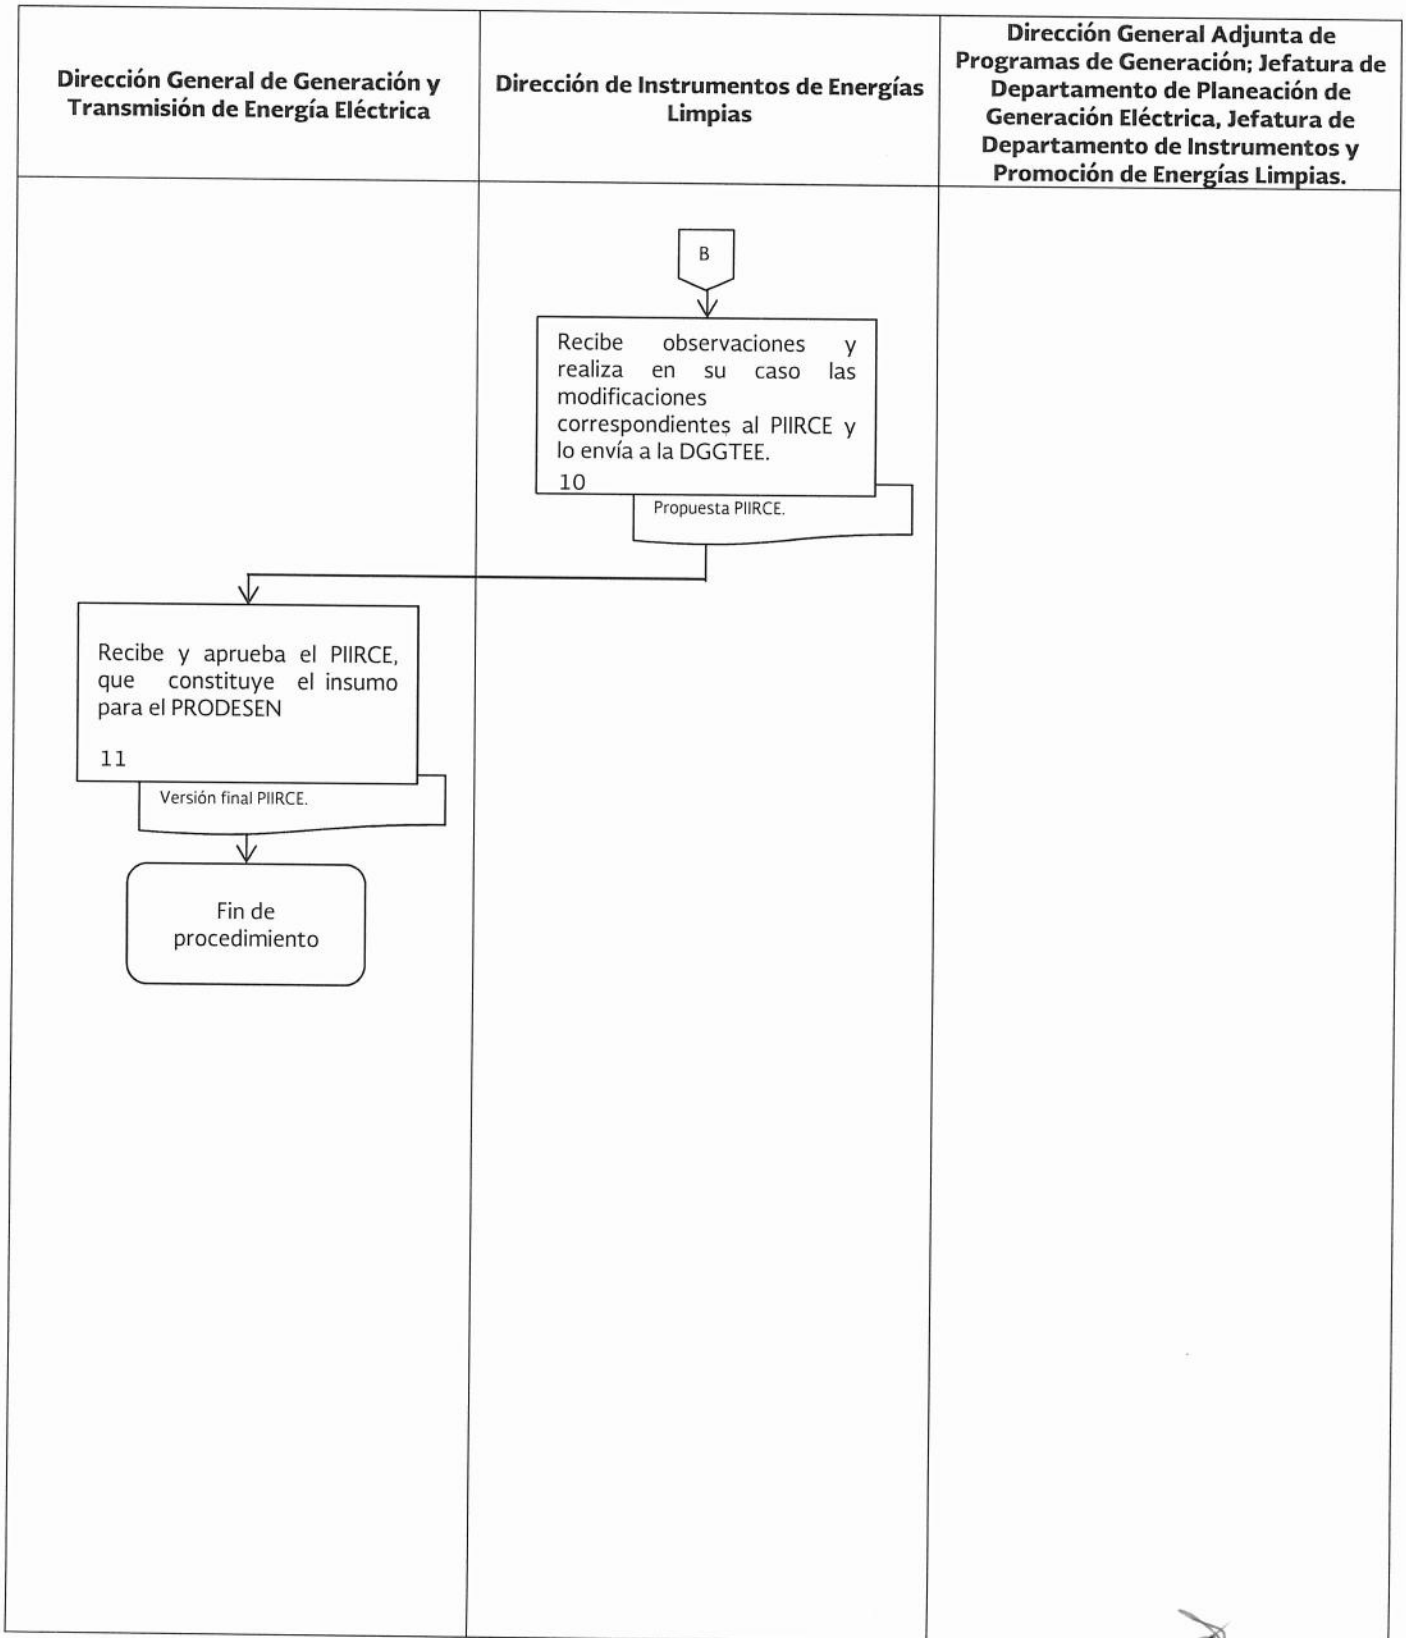 Dirección General de Generación y
Transmisión de Energía Eléctrica
Dirección de Instrumentos de Energías
Limpias
Dirección General Adjunta de
Programas de Generación; Jefatura de
Departamento de Planeación de
Generación Eléctrica, Jefatura de
Departamento de Instrumentos y
Promoción de Energías Limpias.
B
Recibe observaciones y
realiza en su caso las
modificaciones
correspondientes al PIIRCE y
lo envía a la DGGTEE.
10
Propuesta PIIRCE.
Recibe y aprueba el PIIRCE,
que constituye el insumo
para el PRODESEN
11
Versión final PIIRCE.
Fin de
procedimiento